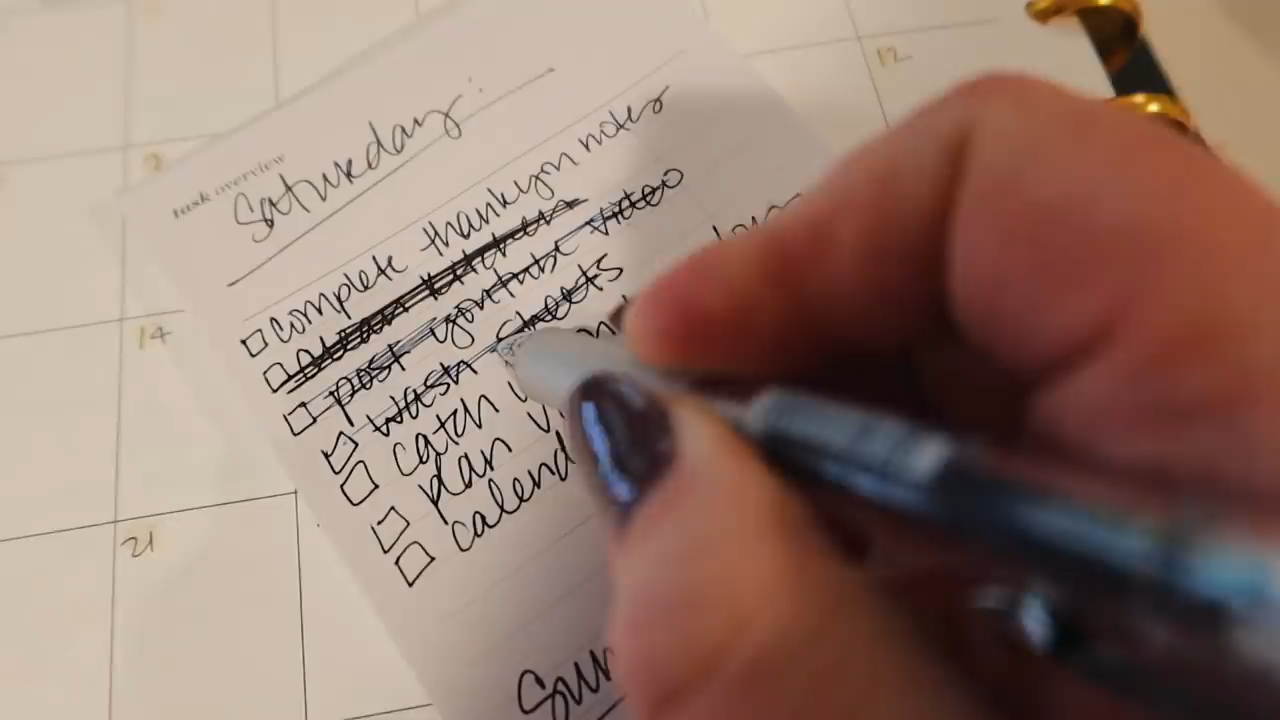 12
task overview
Saturday:
complete thankyou notes
clean kitchen
post youtube video
wash sheets
catch
plan
calend
14
21
Sun